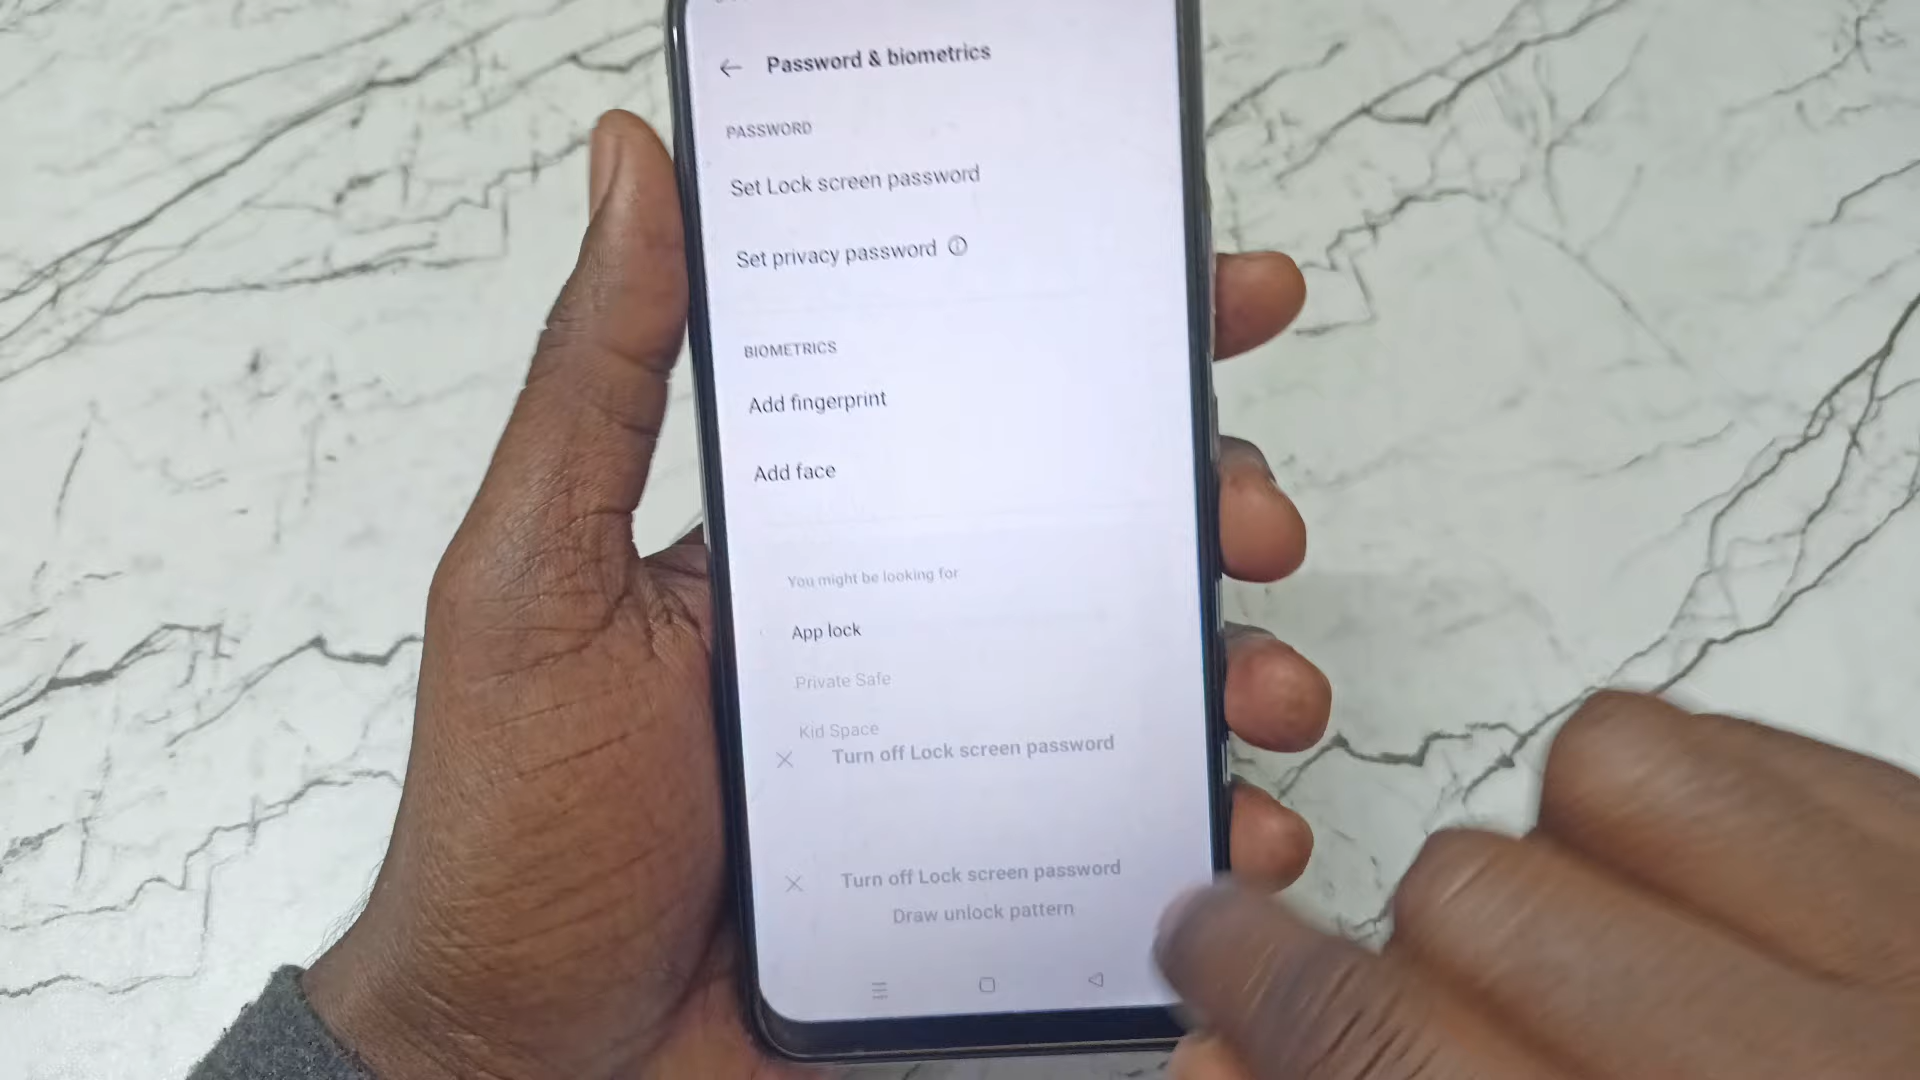 Password & biometrics
PASSWORD
Set Lock screen password
Set privacy password
BIOMETRICS
Add fingerprint
Add face
You might be looking for
App lock
Private Safe
Kid Space
Turn off Lock screen password
Turn off Lock screen password
Draw unlock pattern